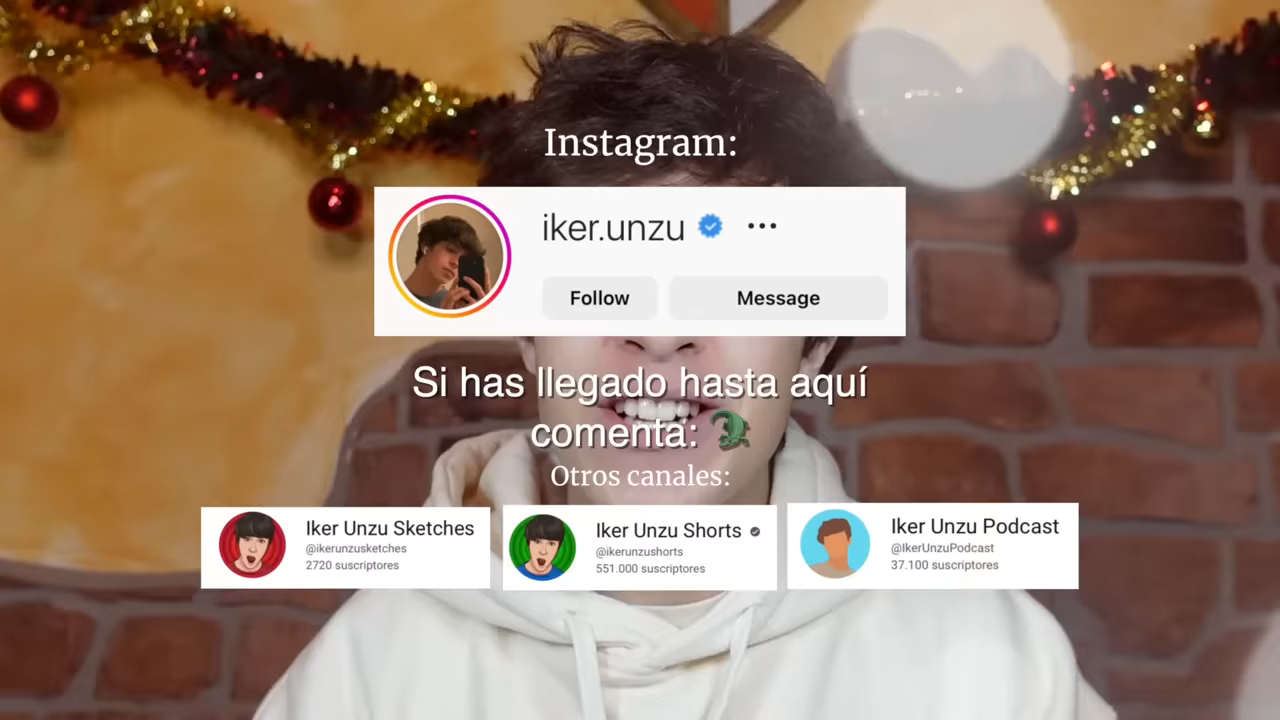 Instagram:
iker.unzu
Follow
Message
Si has llegado hasta aquí
comenta: 🐊
Otros canales:
Iker Unzu Sketches
@ikerunzusketches
2720 suscriptores
Iker Unzu Shorts
@ikerunzushorts
551.000 suscriptores
Iker Unzu Podcast
@IkerUnzuPodcast
37.100 suscriptores